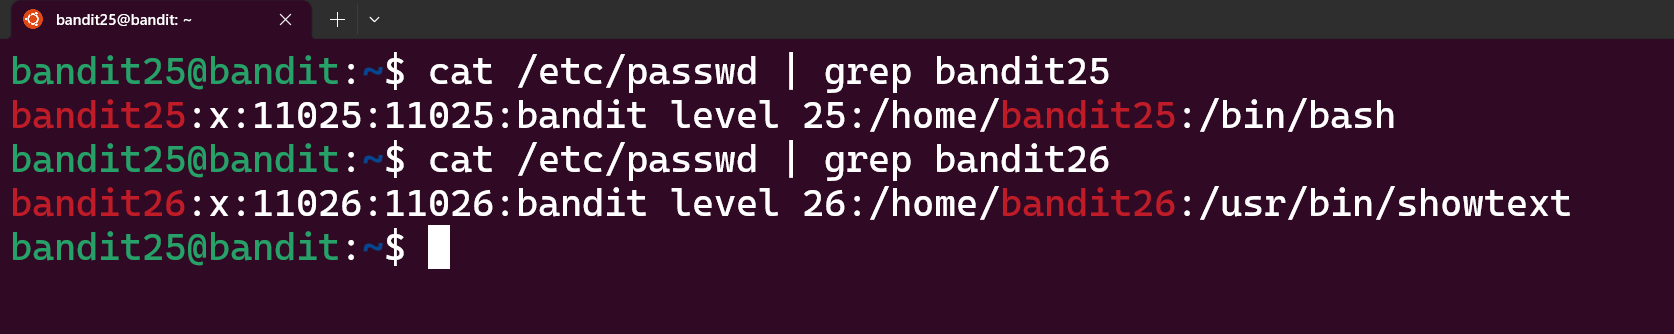 bandit25@bandit: ~
bandit25@bandit:~$ cat /etc/passwd | grep bandit25
bandit25:x:11025:11025:bandit level 25:/home/bandit25:/bin/bash
bandit25@bandit:~$ cat /etc/passwd | grep bandit26
bandit26:x:11026:11026:bandit level 26:/home/bandit26:/usr/bin/showtext
bandit25@bandit:~$